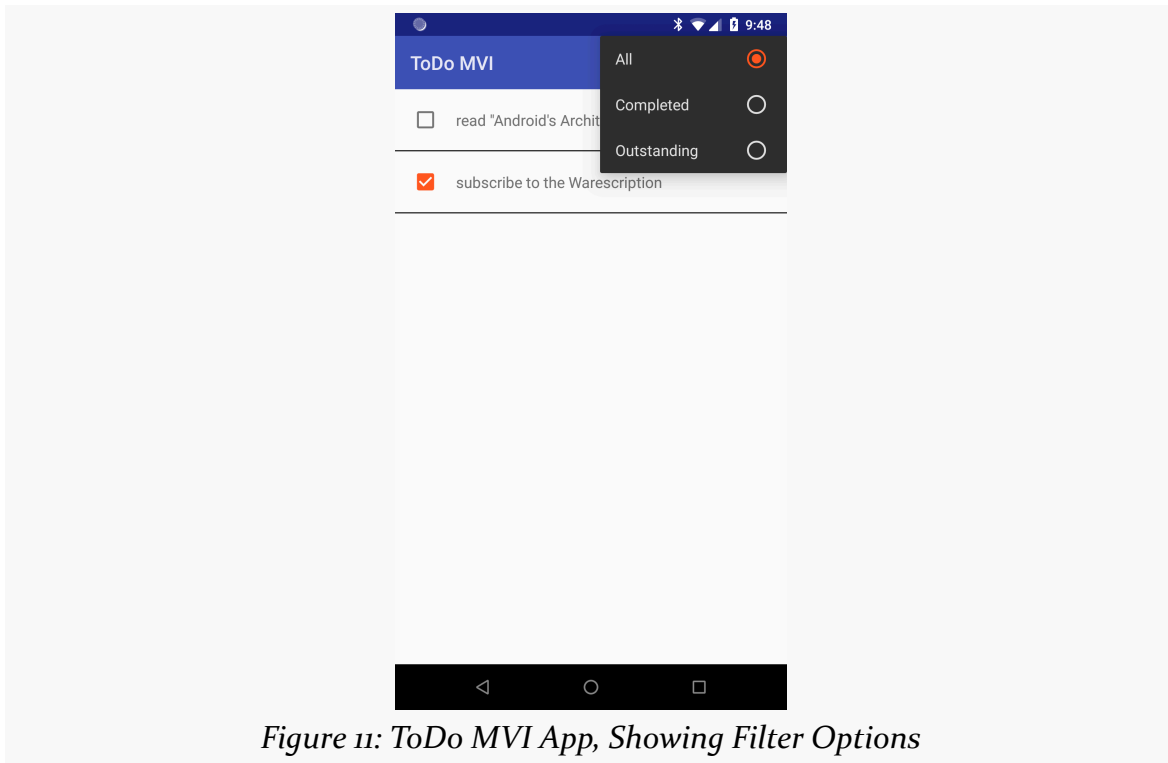 9:48
ToDo MVI
All
Completed
Outstanding
read "Android's Archit
subscribe to the Warescription
Figure 11: ToDo MVI App, Showing Filter Options